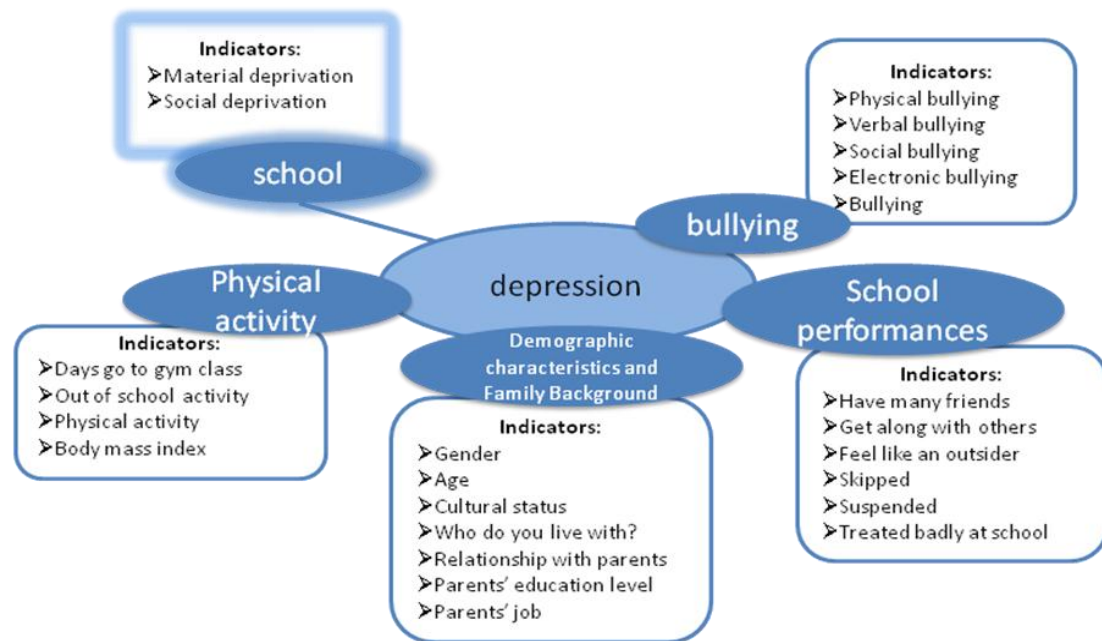 Indicators:
➤Material deprivation
➤Social deprivation
school
Indicators:
➤Physical bullying
➤Verbal bullying
➤Social bullying
➤Electronic bullying
➤Bullying
bullying
depression
Physical
activity
Indicators:
➤Days go to gym class
➤Out of school activity
➤Physical activity
➤Body mass index
Demographic
characteristics and
Family Background
Indicators:
➤Gender
➤Age
➤Cultural status
➤Who do you live with?
➤Relationship with parents
➤Parents’ education level
➤Parents’ job
School
performances
Indicators:
➤Have many friends
➤Get along with others
➤Feel like an outsider
➤Skipped
➤Suspended
➤Treated badly at school